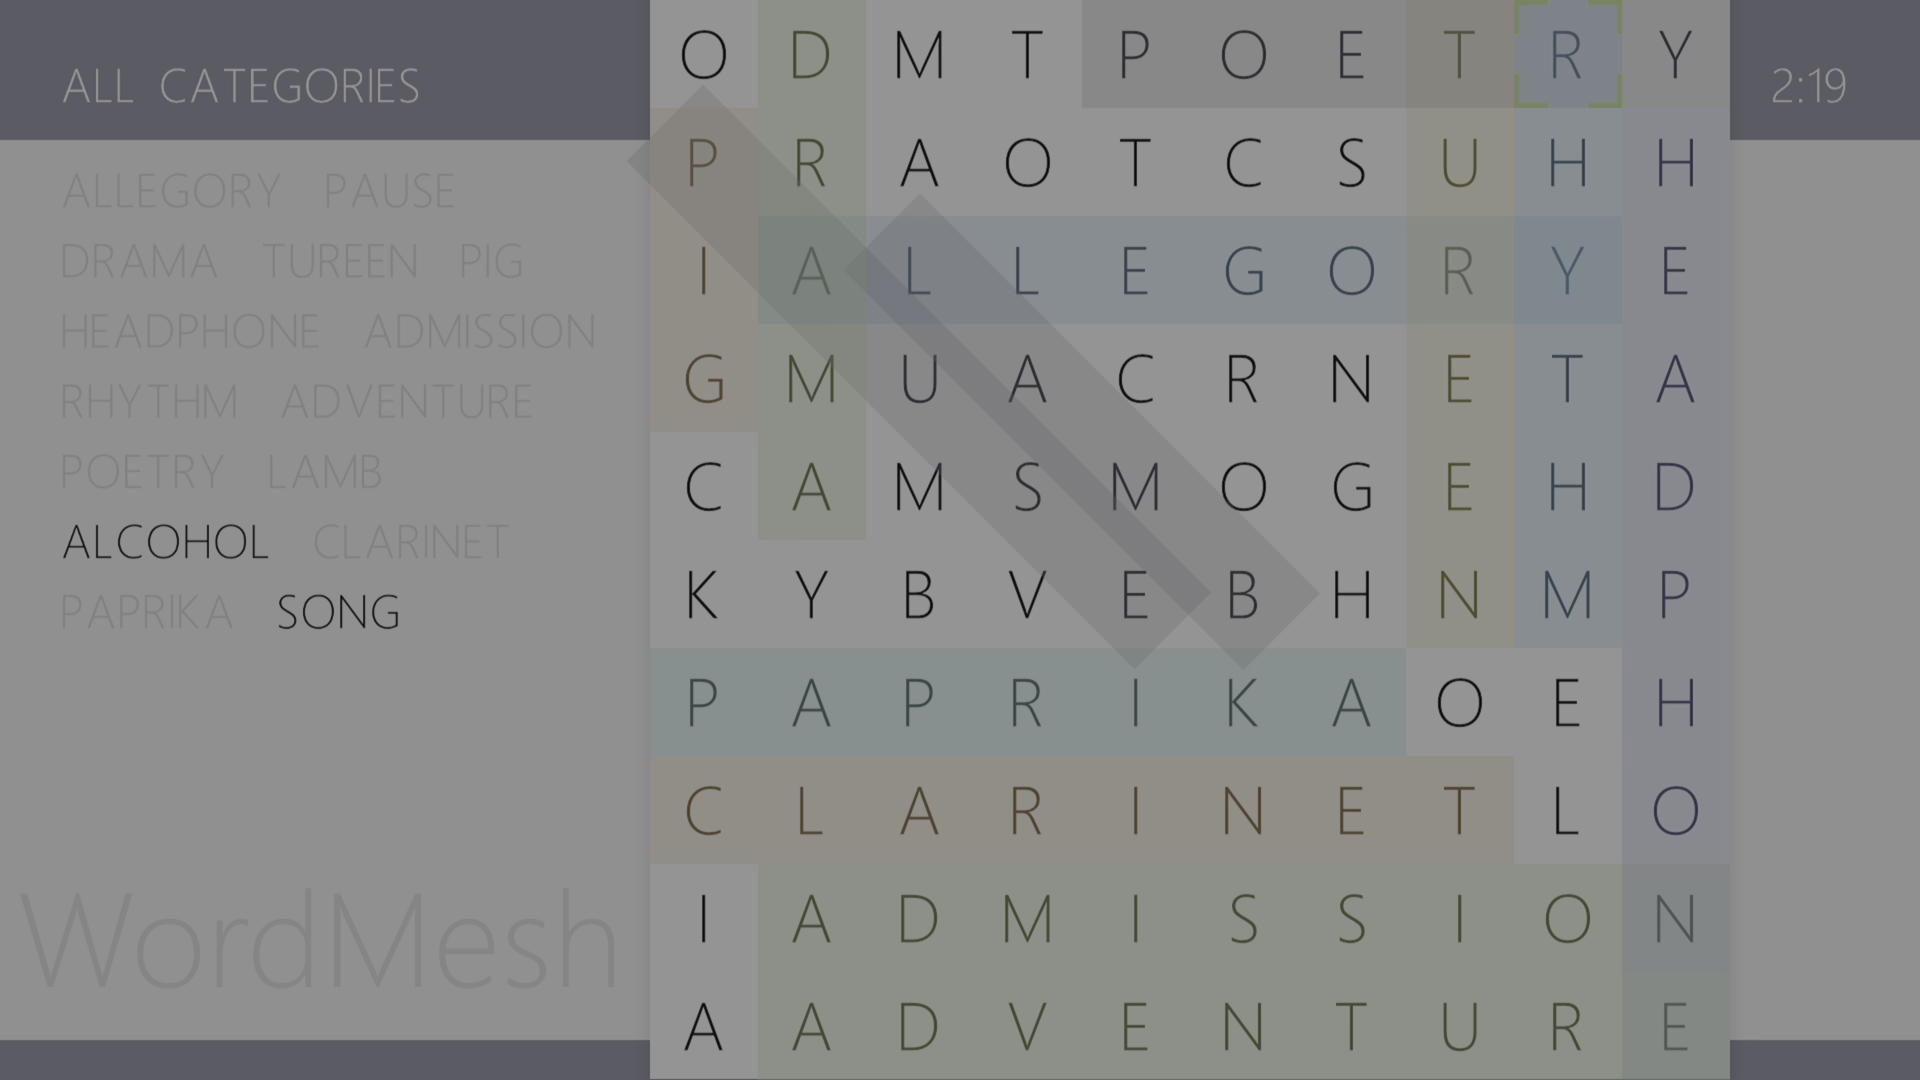 ALL CATEGORIES
2:19
ALLEGORY PAUSE
DRAMA TUREEN PIG
HEADPHONE ADMISSION
RHYTHM ADVENTURE
POETRY LAMB
ALCOHOL CLARINET
PAPRIKA SONG
WordMesh
O D M T P O E T R Y
P R A O T C S U H H
I A L L E G O R Y E
G M U A C R N E T A
C A M S M O G E H D
K Y B V E B H N M P
P A P R I K A O E H
C L A R I N E T L O
I A D M I S S I O N
A A D V E N T U R E